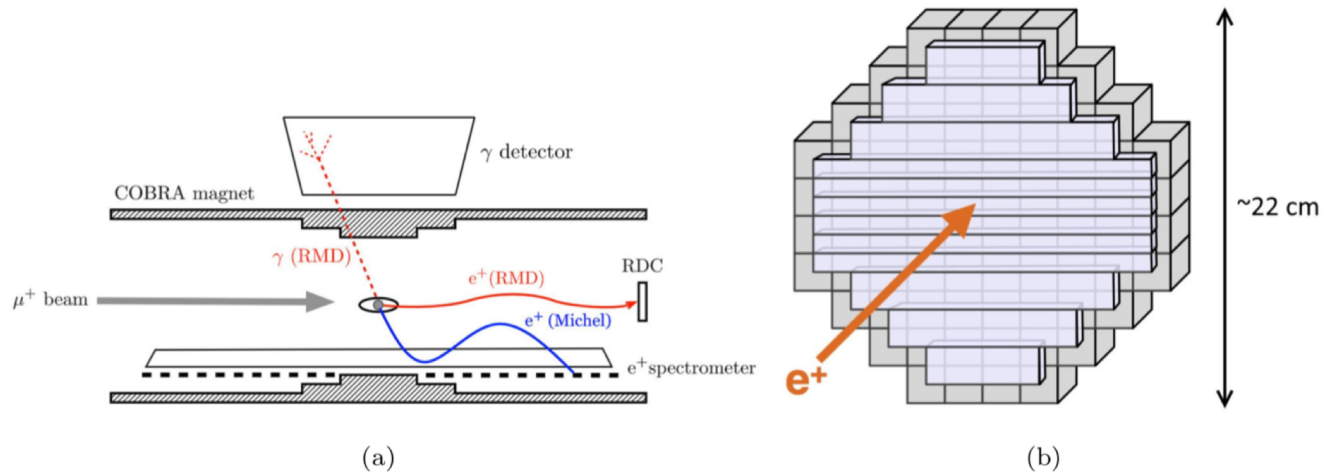 γ detector
COBRA magnet
γ (RMD)
RDC
e⁺(RMD)
μ⁺ beam
e⁺ (Michel)
e⁺spectrometer
(a)
~22 cm
e⁺
(b)